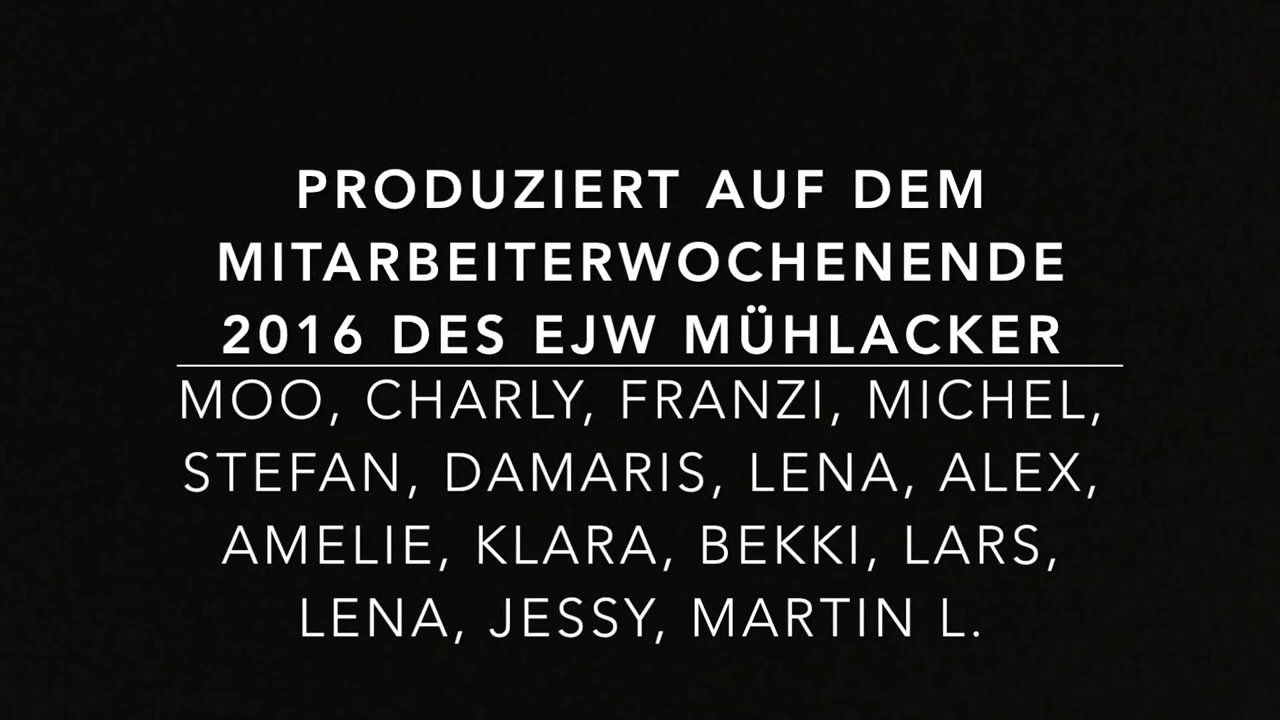 PRODUZIERT AUF DEM
MITARBEITERWOCHENENDE
2016 DES EJW MÜHLACKER
MOO, CHARLY, FRANZI, MICHEL,
STEFAN, DAMARIS, LENA, ALEX,
AMELIE, KLARA, BEKKI, LARS,
LENA, JESSY, MARTIN L.